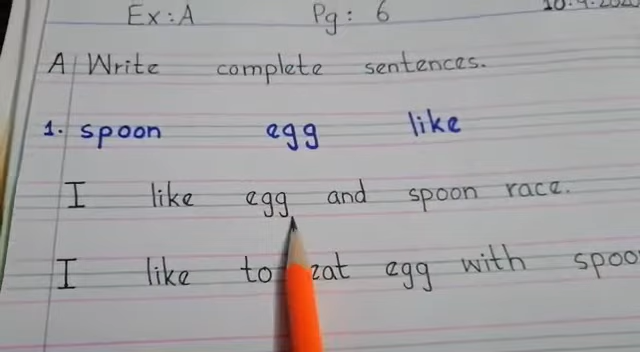 Ex: A Pg: 6
A Write complete sentences.
1. spoon egg like
I like egg and spoon race.
I like to eat egg with